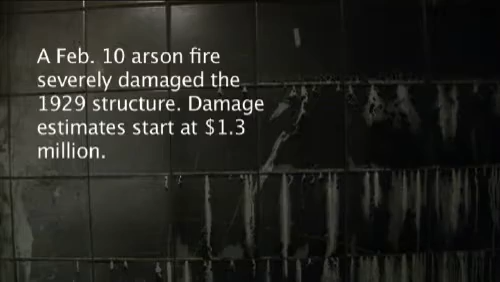 A Feb. 10 arson fire
severely damaged the
1929 structure. Damage
estimates start at $1.3
million.